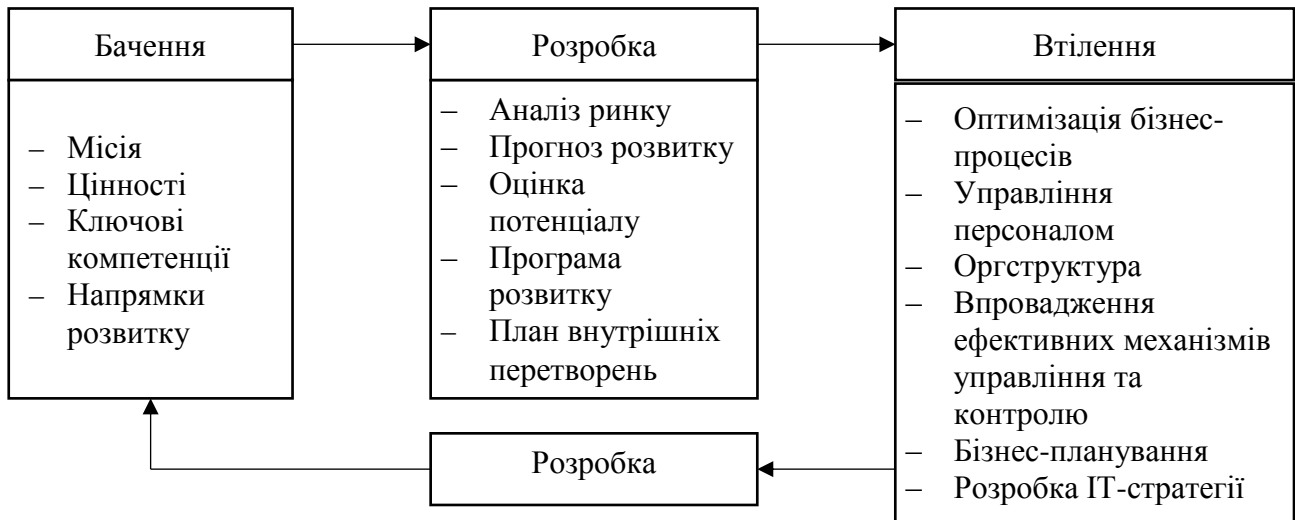 Бачення
– Місія
– Цінності
– Ключові
компетенції
– Напрямки
розвитку
Розробка
– Аналіз ринку
– Прогноз розвитку
– Оцінка
потенціалу
– Програма
розвитку
– План внутрішніх
перетворень
Втілення
– Оптимізація бізнес-
процесів
– Управління
персоналом
– Оргструктура
– Впровадження
ефективних механізмів
управління та
контролю
– Бізнес-планування
– Розробка ІТ-стратегії
Розробка